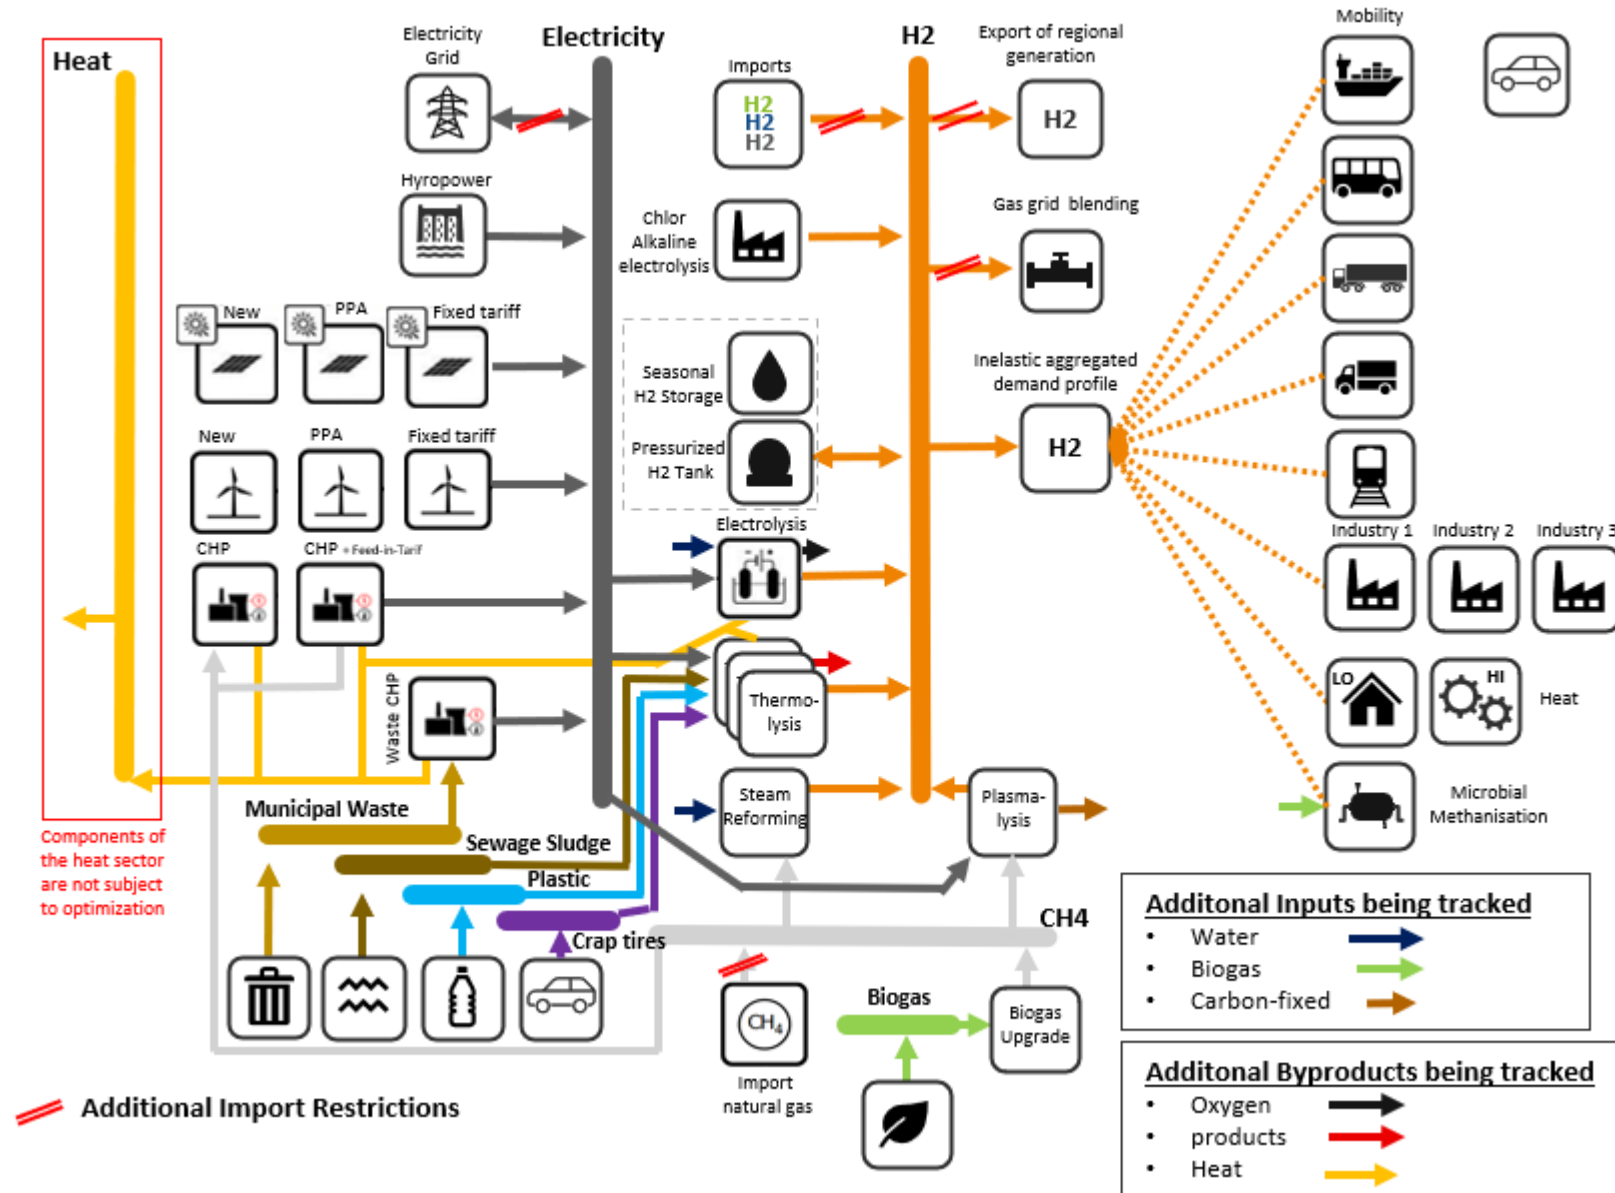 Heat
Components of
the heat sector
are not subject
to optimization
Electricity
Grid
Electricity
Hyropower
New
PPA
Fixed tariff
New
PPA
Fixed tariff
CHP
CHP + Feed-in-Tarif
Waste CHP
Municipal Waste
Sewage Sludge
Plastic
Crap tires
Imports
H2
H2
H2
Chlor
Alkaline
electrolysis
Seasonal
H2 Storage
Pressurized
H2 Tank
Electrolysis
Thermo-
lysis
Steam
Reforming
Plasma-
lysis
CH4
CH4
Import
natural gas
Biogas
Biogas
Upgrade
H2
Export of regional
generation
H2
Gas grid blending
Inelastic aggregated
demand profile
H2
Mobility
Industry 1
Industry 2
Industry 3
LO
HI
Heat
Microbial
Methanisation
Additonal Inputs being tracked
• Water
• Biogas
• Carbon-fixed
Additonal Byproducts being tracked
• Oxygen
• products
• Heat
Additional Import Restrictions